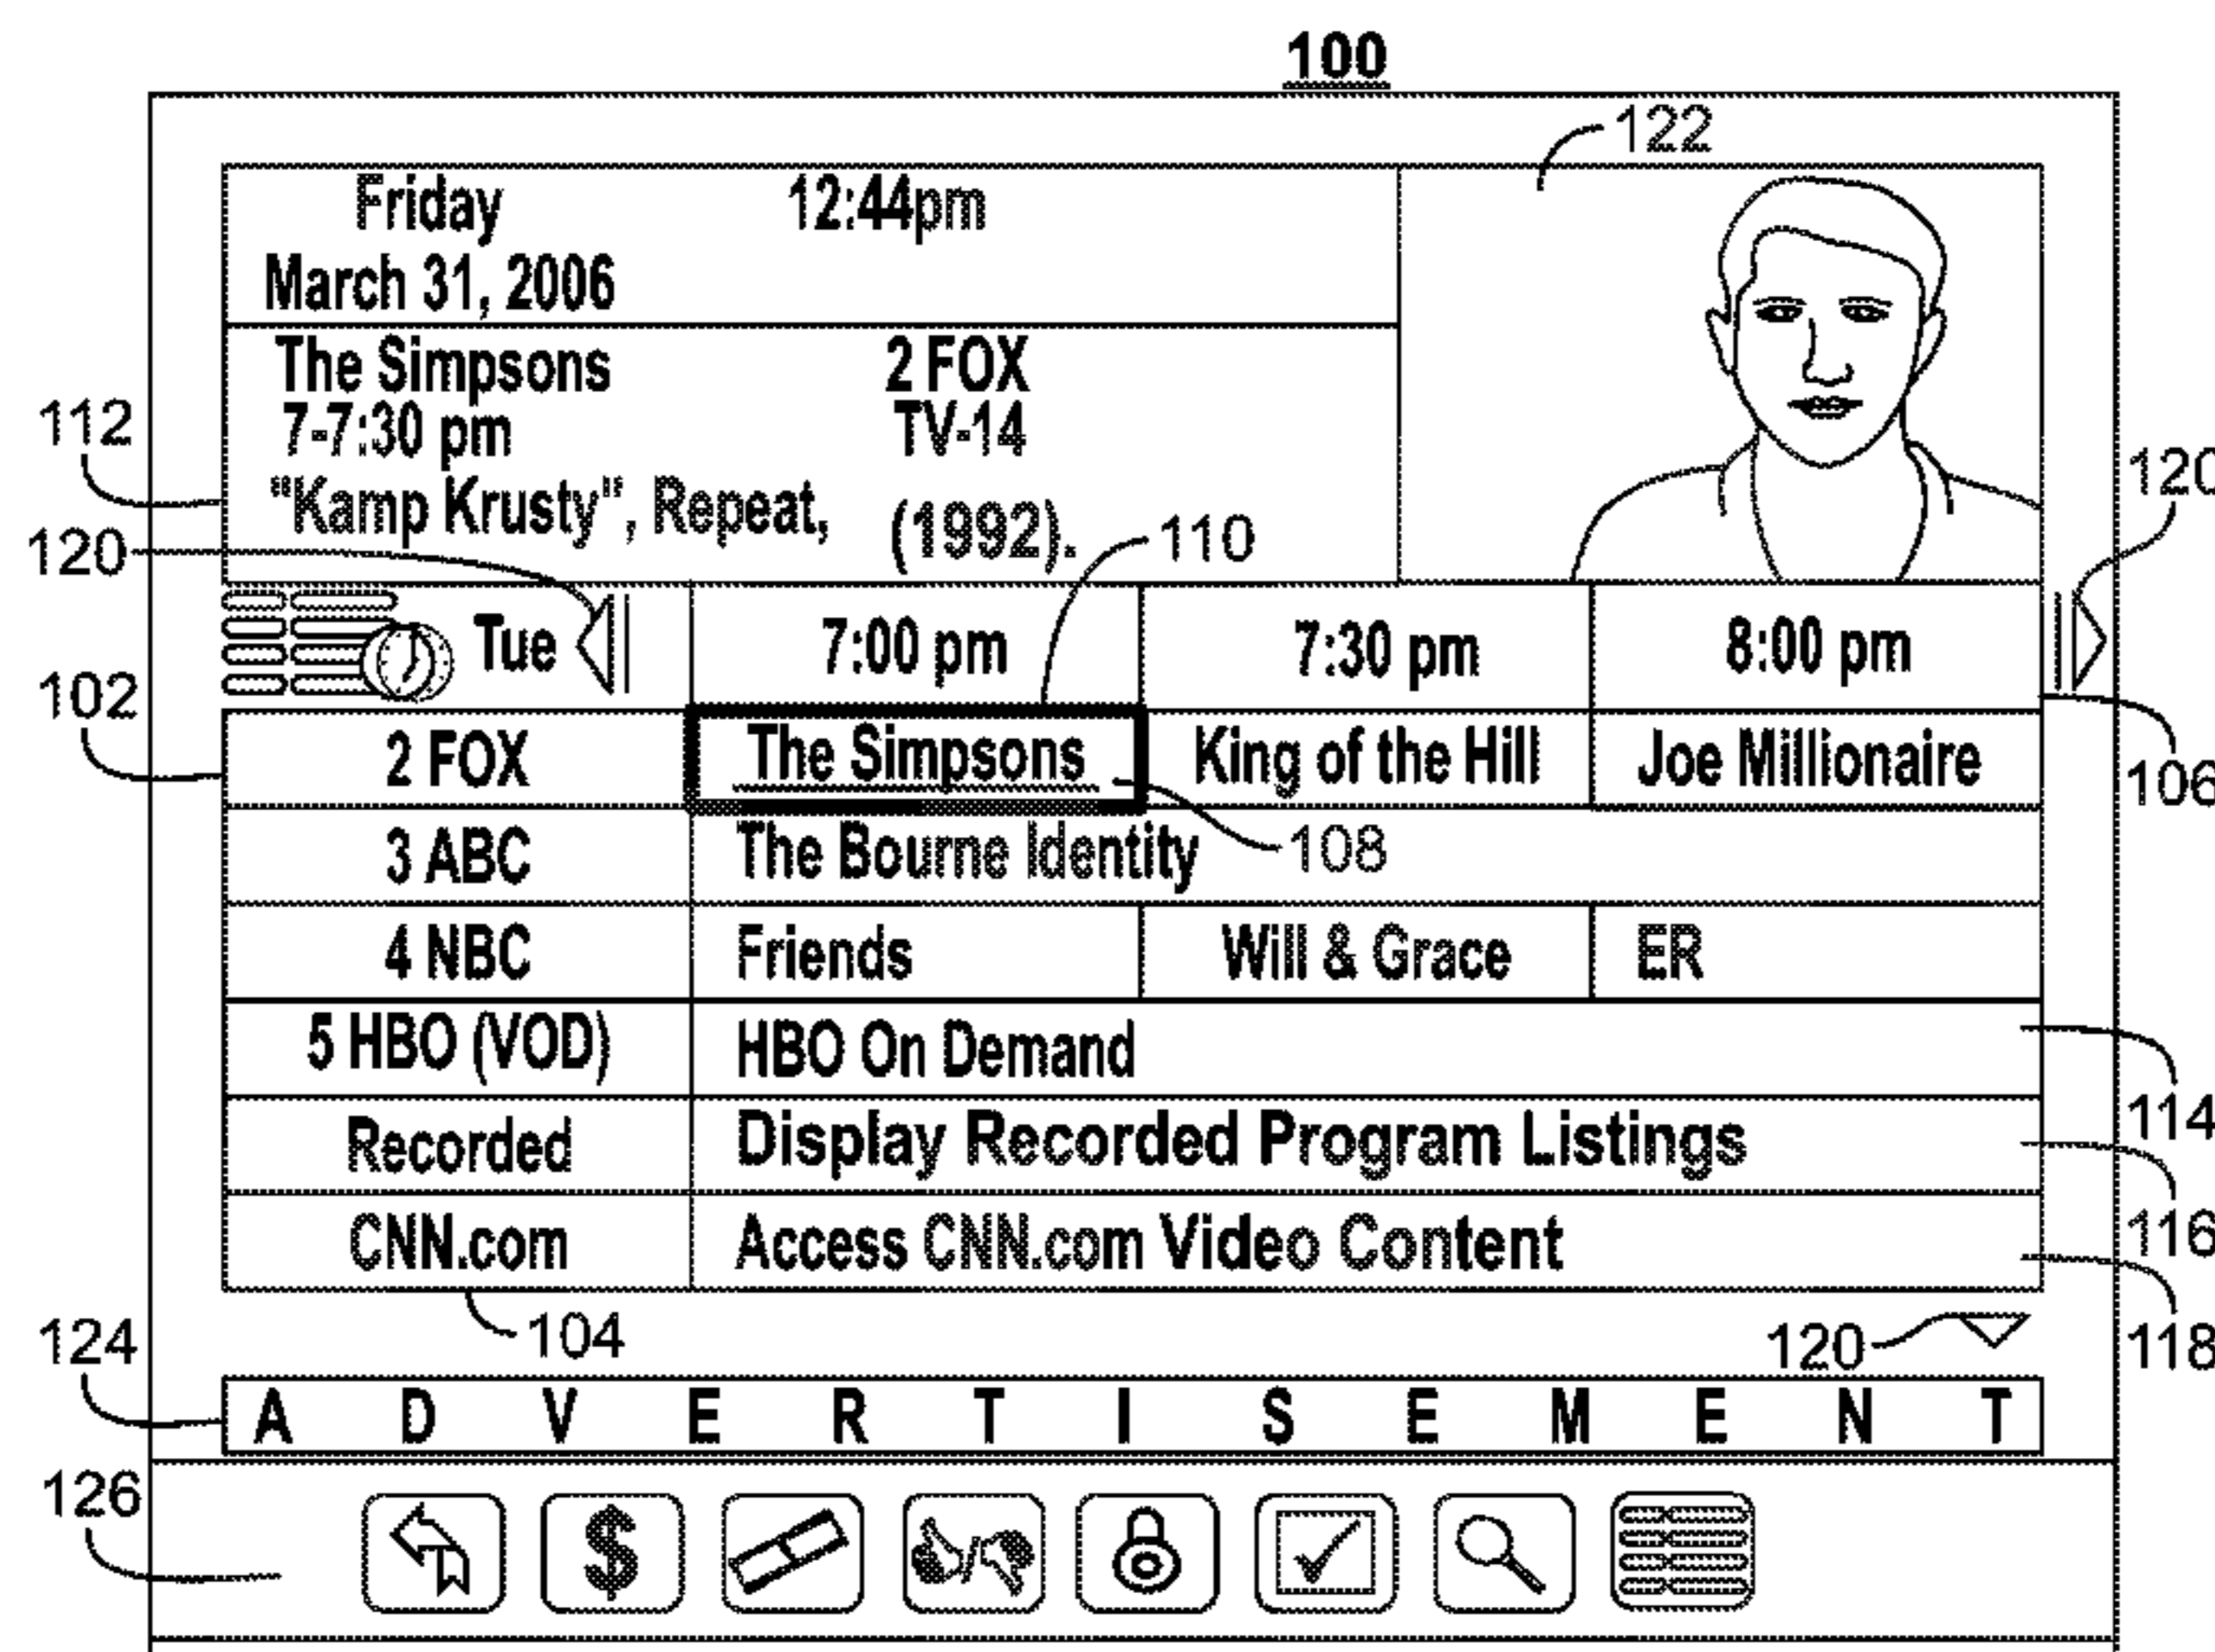 100
122
Friday 12:44pm
March 31, 2006
The Simpsons 2 FOX
7-7:30 pm TV-14
112
"Kamp Krusty", Repeat, (1992).
120
110
120
Tue 7:00 pm 7:30 pm 8:00 pm
102
2 FOX The Simpsons King of the Hill Joe Millionaire
106
3 ABC The Bourne Identity
108
4 NBC Friends Will & Grace ER
5 HBO (VOD) HBO On Demand
114
Recorded Display Recorded Program Listings
116
CNN.com Access CNN.com Video Content
118
104
120
124
A D V E R T I S E M E N T
126
$